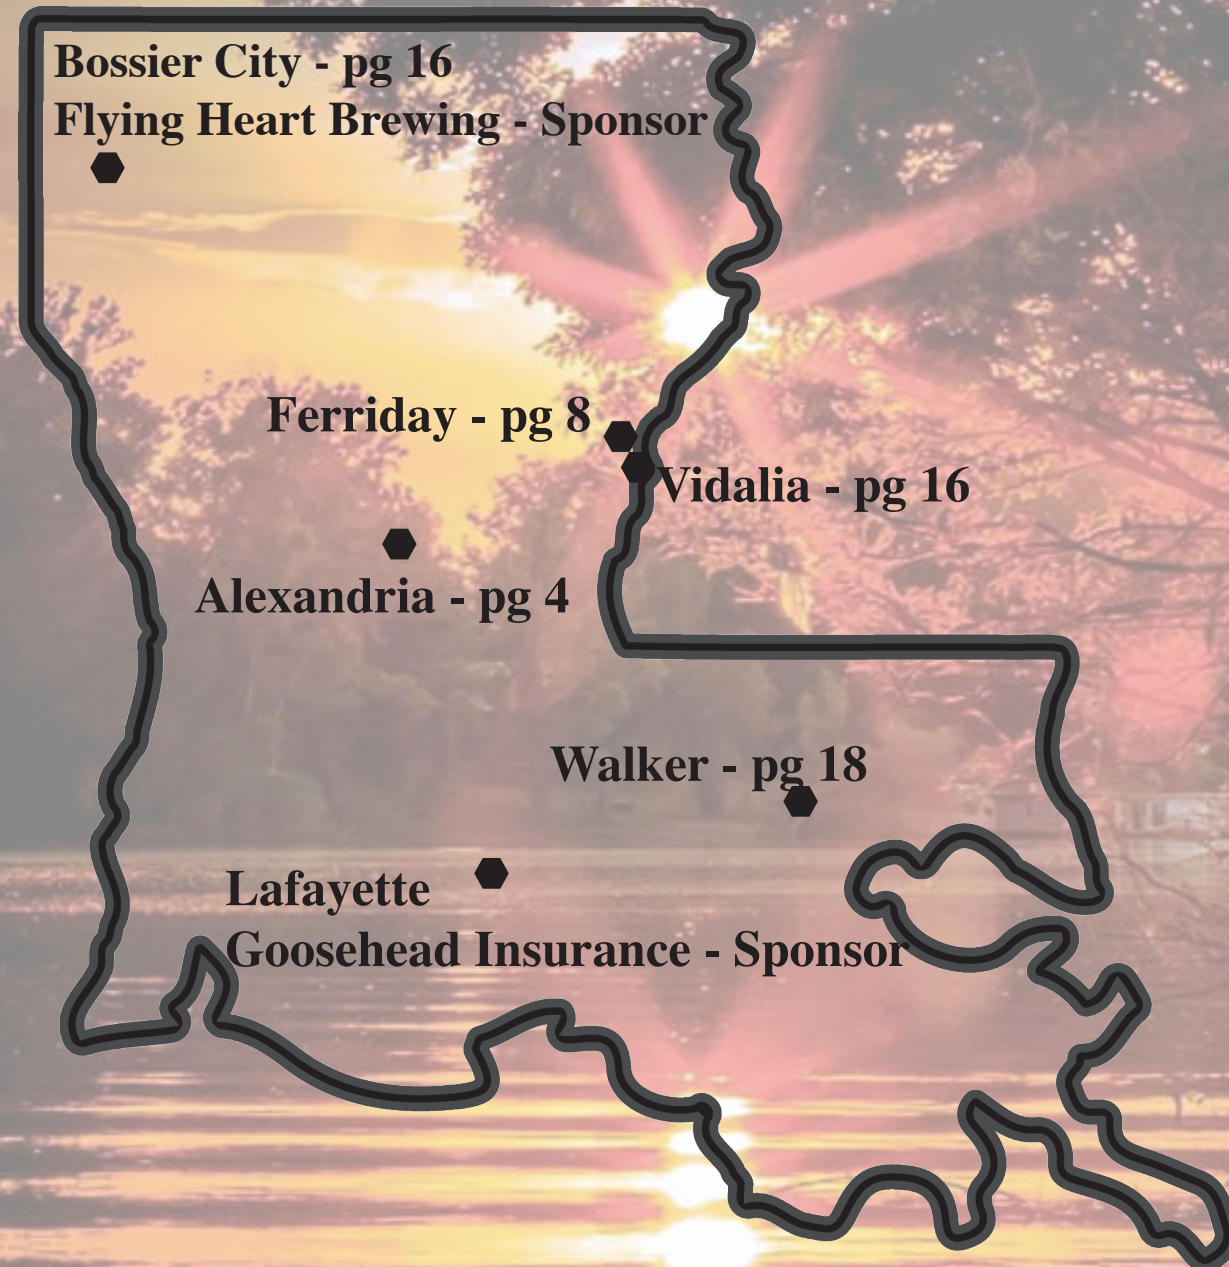 Bossier City - pg 16
Flying Heart Brewing - Sponsor
Ferriday - pg 8
Vidalia - pg 16
Alexandria - pg 4
Walker - pg 18
Lafayette
Goosehead Insurance - Sponsor